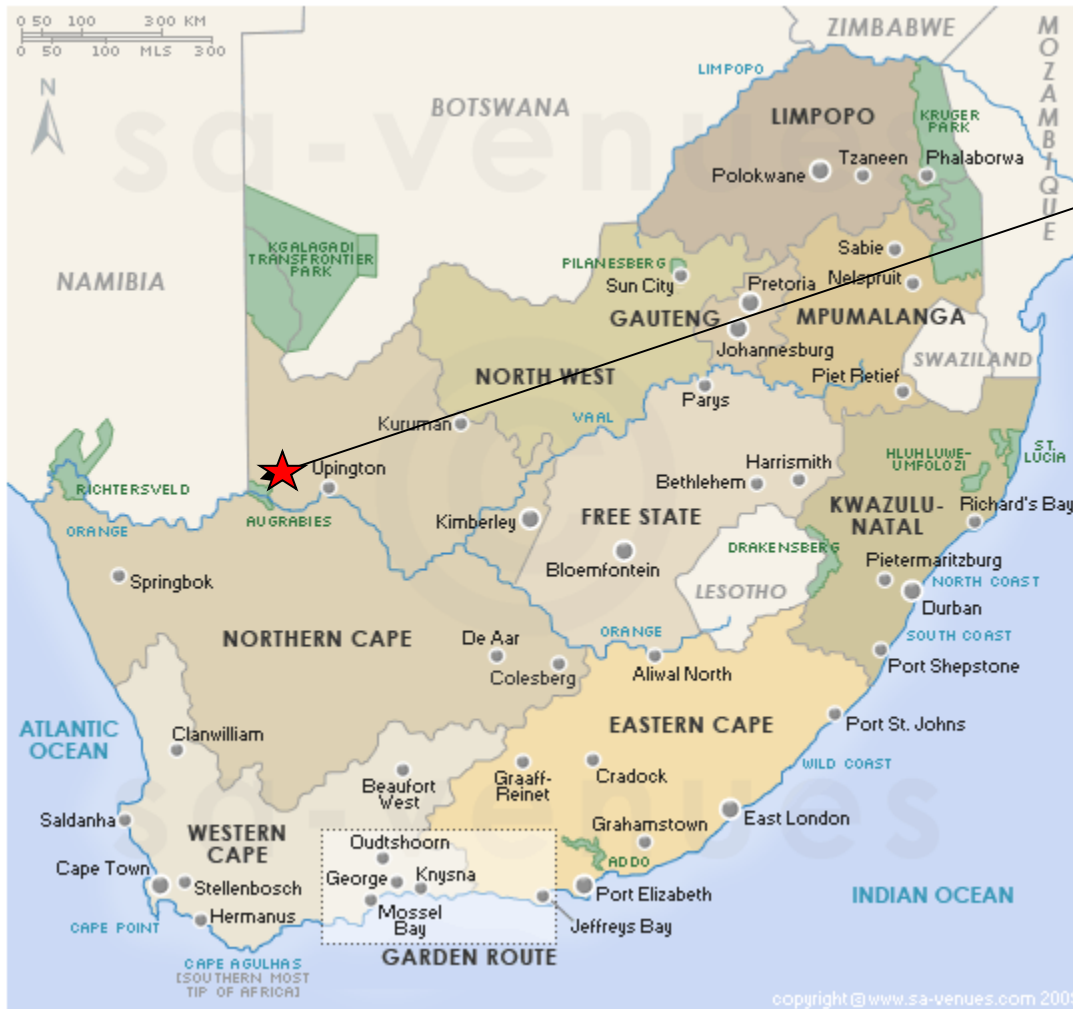 0 50 100 300 KM
0 50 100 MLS 300
N
ZIMBABWE
MOZAMBIQUE
BOTSWANA
LIMPOPO
LIMPOPO
KRUGER
PARK
Tzaneen
Phalaborwa
Polokwane
sa-venues
KGALAGADI
TRANSFRONTIER
PARK
NAMIBIA
Sabie
PILANESBERG
Sun City
Nelspruit
Pretoria
GAUTENG
MPUMALANGA
Johannesburg
SWAZILAND
NORTH WEST
Piet Retief
Parys
Kuruman
VAAL
Upington
Harrismith
Bethlehem
HLUHLUWE-
UMFOLOZI
ST.
LUCIA
RICHTERSVELD
AUGRABIES
ORANGE
Kimberley
FREE STATE
KWAZULU-
NATAL
Richard's Bay
DRAKENSBERG
Springbok
Bloemfontein
LESOTHO
Pietermaritzburg
NORTH COAST
Durban
NORTHERN CAPE
De Aar
ORANGE
SOUTH COAST
Colesberg
Aliwal North
Port Shepstone
ATLANTIC
OCEAN
Clanwilliam
EASTERN CAPE
Port St. Johns
WILD COAST
Beaufort
West
Graaff-
Reinet
Cradock
sa-venues
Saldanha
WESTERN
CAPE
Grahamstown
East London
Oudtshoorn
ADDO
Cape Town
Stellenbosch
George
Knysna
Port Elizabeth
INDIAN OCEAN
Hermanus
Mossel
Bay
Jeffreys Bay
CAPE POINT
GARDEN ROUTE
CAPE AGULHAS
[SOUTHERN MOST
TIP OF AFRICA]
copyright@www.sa-venues.com 2009